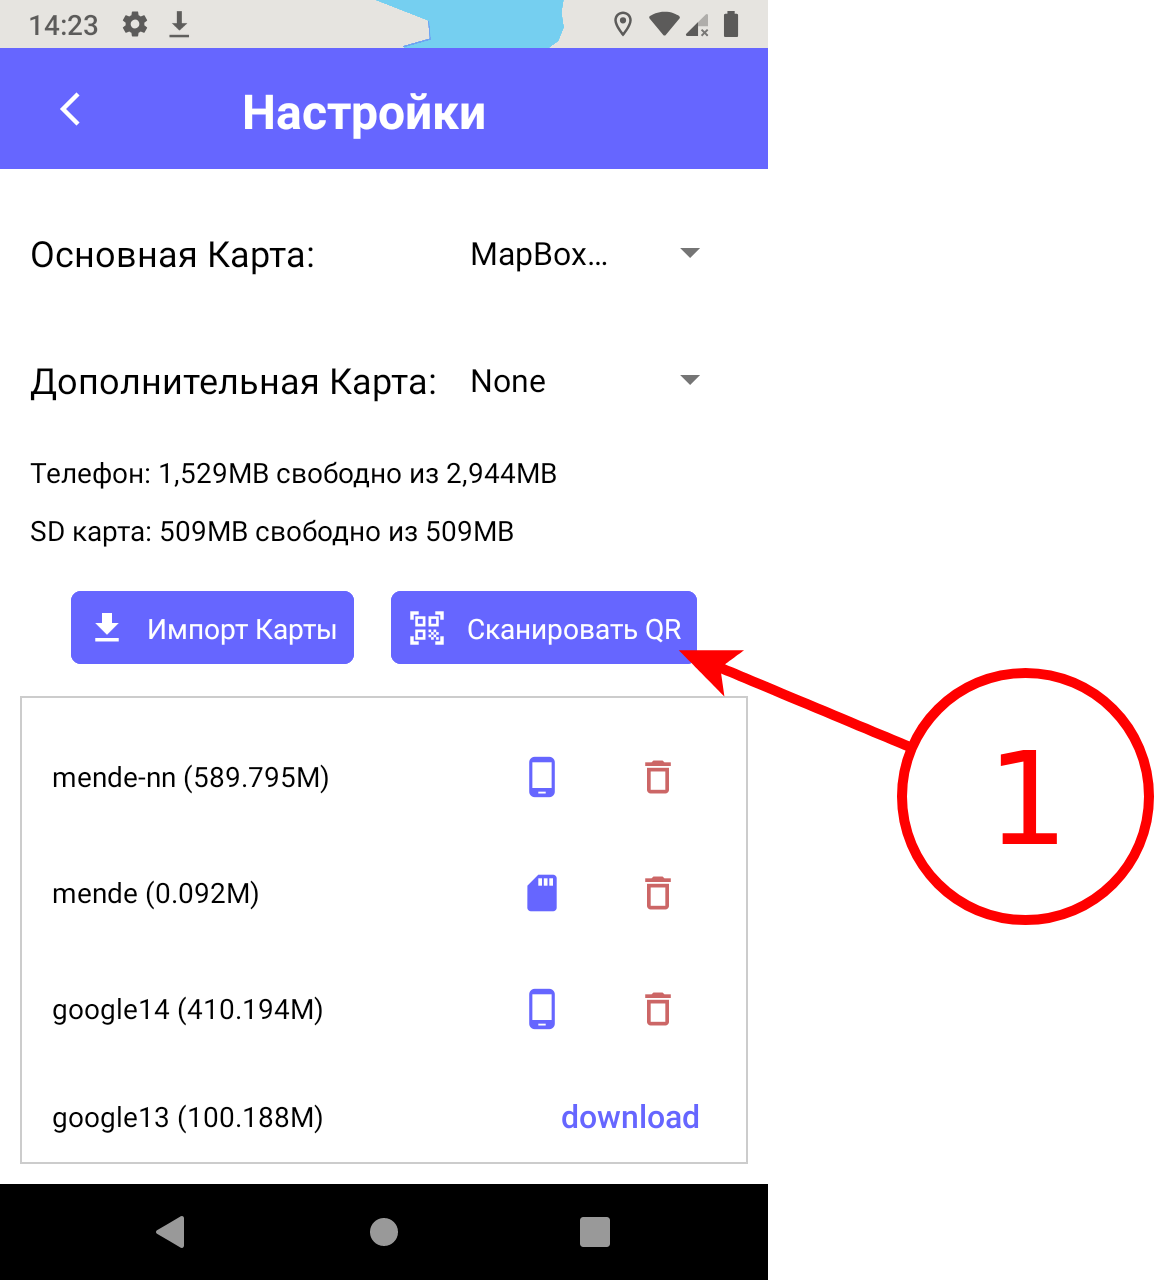 14:23
Настройки
Основная Карта: MapBox...
Дополнительная Карта: None
Телефон: 1,529MB свободно из 2,944MB
SD карта: 509MB свободно из 509MB
Импорт Карты Сканировать QR
1
mende-nn (589.795M)
mende (0.092M)
google14 (410.194M)
google13 (100.188M) download